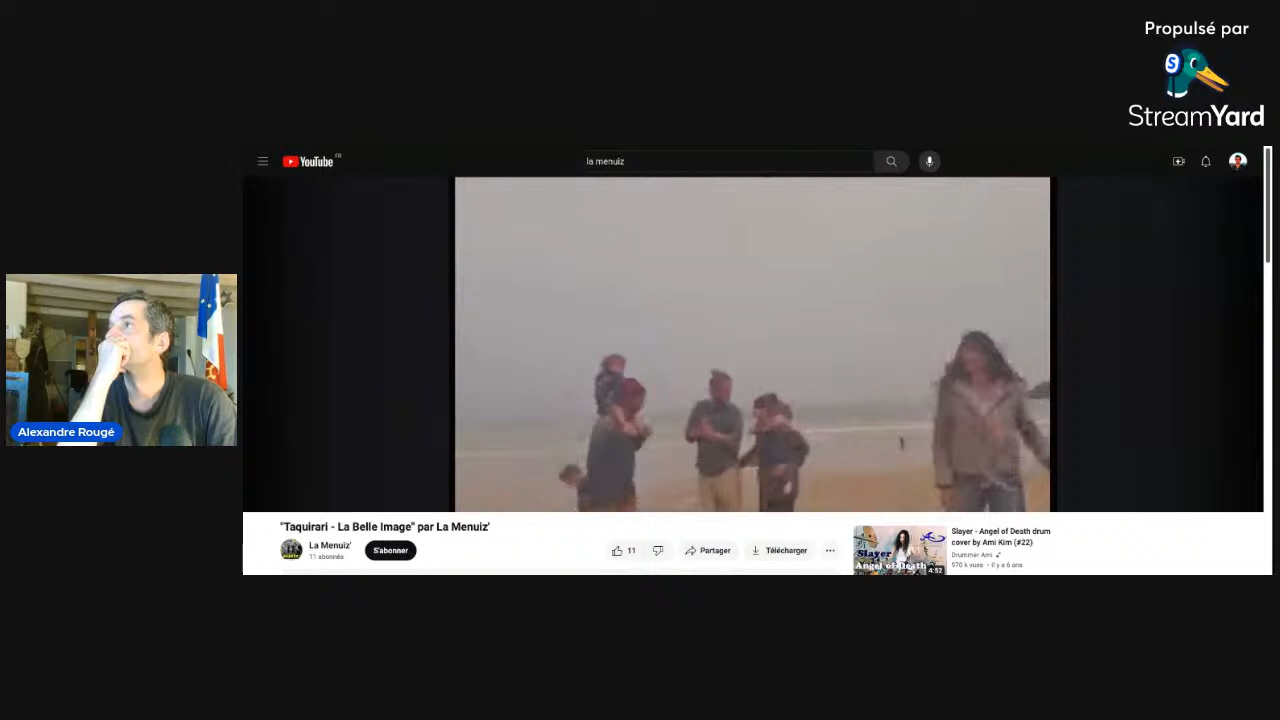 Propulsé par
StreamYard
YouTube FR
la menuiz
Alexandre Rougé
"Taquirari - La Belle Image" par La Menuiz'
La Menuiz'
11 abonnés
S'abonner
11
Partager
Télécharger
Slayer
Angel of Death
4:52
Slayer - Angel of Death drum
cover by Ami Kim (#22)
Drummer Ami
970 k vues • il y a 6 ans